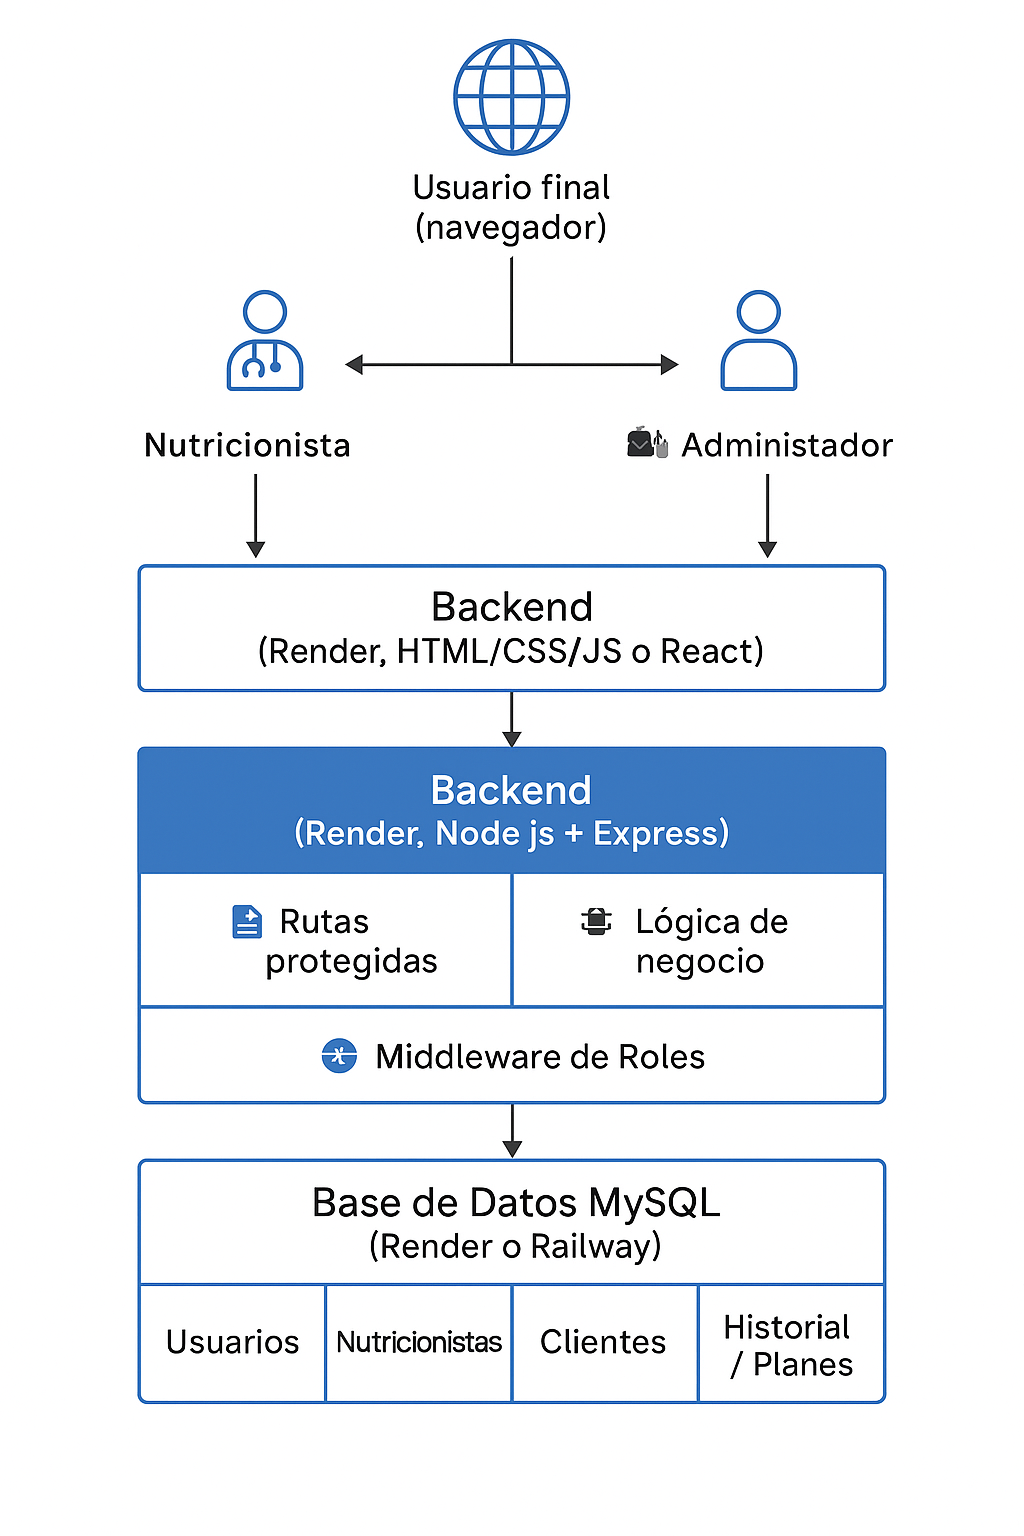 Usuario final
(navegador)
Nutricionista
Administador
Backend
(Render, HTML/CSS/JS o React)
Backend
(Render, Node js + Express)
Rutas
protegidas
Lógica de
negocio
Middleware de Roles
Base de Datos MySQL
(Render o Railway)
Usuarios
Nutricionistas
Clientes
Historial
/ Planes